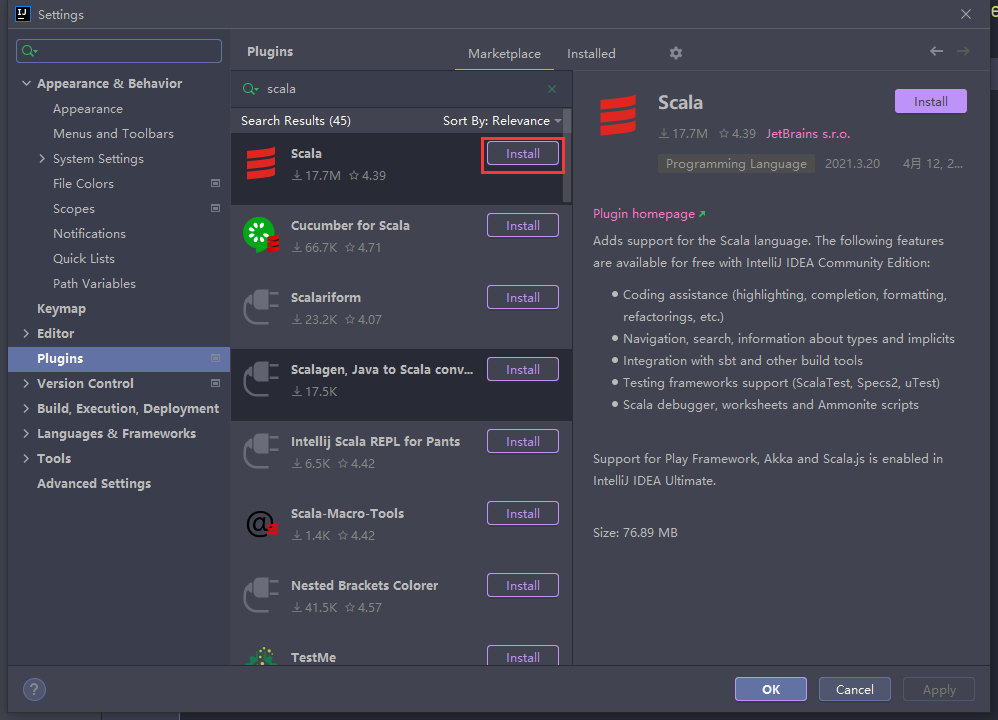 Settings
Appearance & Behavior
Appearance
Menus and Toolbars
System Settings
File Colors
Scopes
Notifications
Quick Lists
Path Variables
Keymap
Editor
Plugins
Version Control
Build, Execution, Deployment
Languages & Frameworks
Tools
Advanced Settings
Plugins
Marketplace
Installed
scala
Search Results (45)
Sort By: Relevance
Scala
17.7M 4.39
Install
Cucumber for Scala
66.7K 4.71
Install
Scalariform
23.2K 4.07
Install
Scalagen, Java to Scala conv...
17.5K
Install
Intellij Scala REPL for Pants
6.5K 4.42
Install
Scala-Macro-Tools
1.4K 4.42
Install
Nested Brackets Colorer
41.5K 4.57
Install
TestMe
Install
Scala
Install
17.7M 4.39 JetBrains s.r.o.
Programming Language 2021.3.20 4月 12, 2...
Plugin homepage
Adds support for the Scala language. The following features
are available for free with IntelliJ IDEA Community Edition:
Coding assistance (highlighting, completion, formatting,
refactorings, etc.)
Navigation, search, information about types and implicits
Integration with sbt and other build tools
Testing frameworks support (ScalaTest, Specs2, uTest)
Scala debugger, worksheets and Ammonite scripts
Support for Play Framework, Akka and Scala.js is enabled in
IntelliJ IDEA Ultimate.
Size: 76.89 MB
?
OK
Cancel
Apply